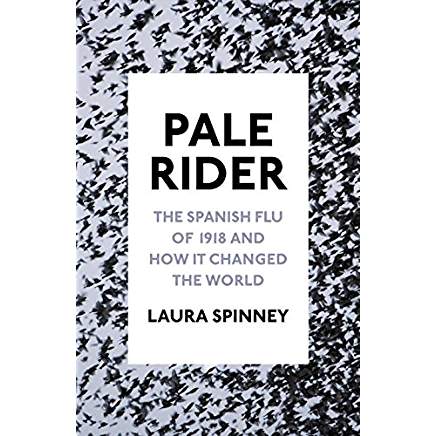 PALE
RIDER
THE SPANISH FLU
OF 1918 AND
HOW IT CHANGED
THE WORLD
LAURA SPINNEY